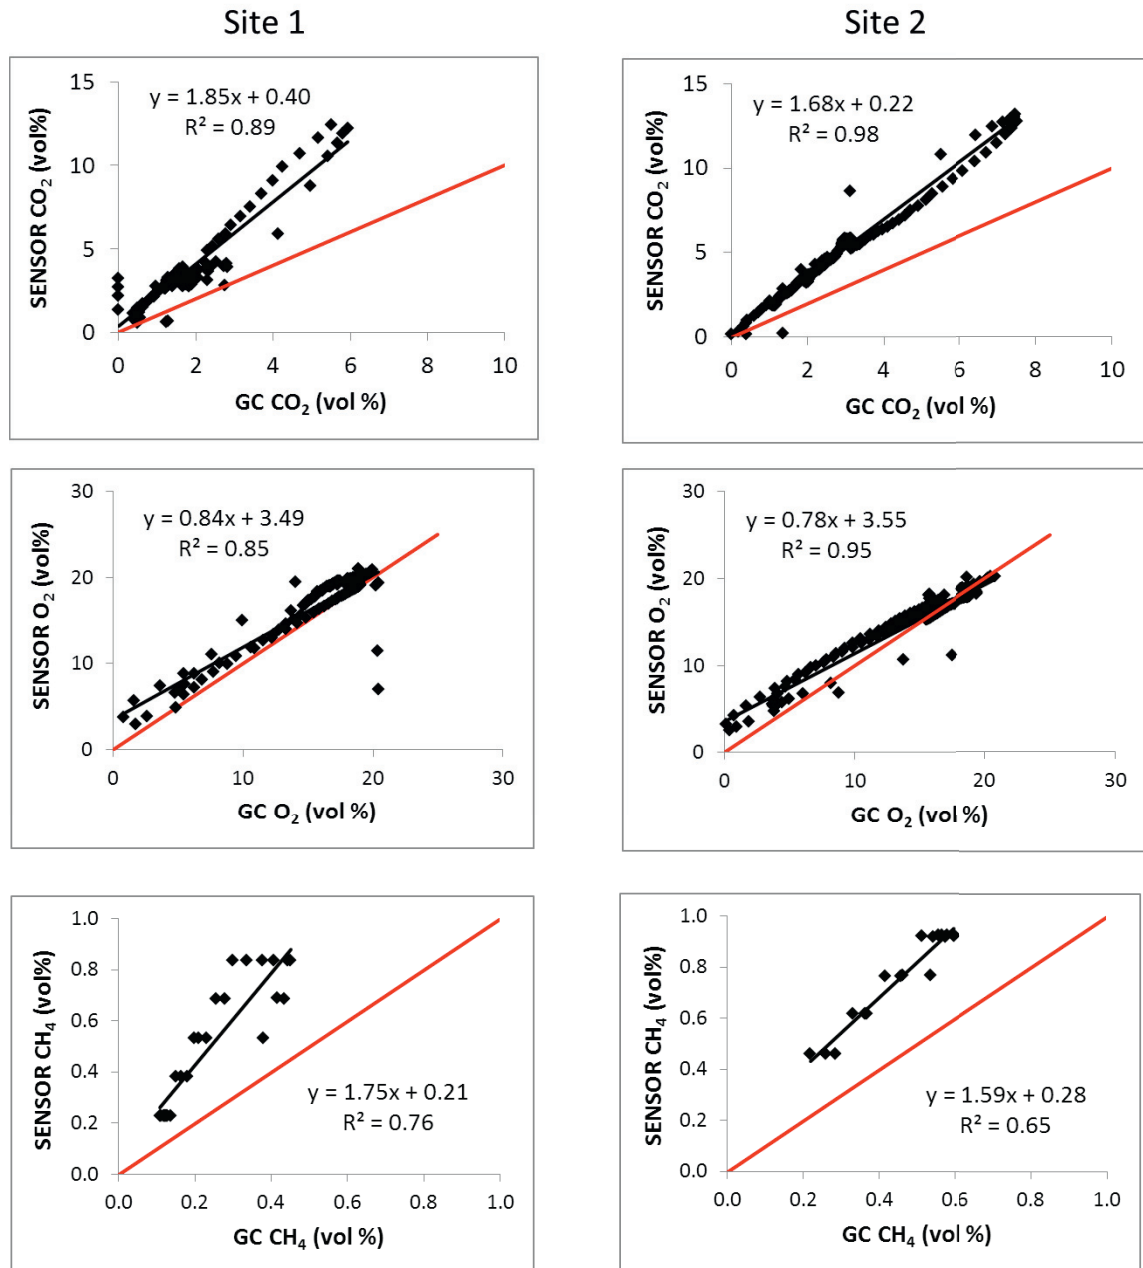 Site 1
Site 2
y = 1.85x + 0.40
R² = 0.89
SENSOR CO₂ (vol%)
15
10
5
0
0 2 4 6 8 10
GC CO₂ (vol %)
y = 1.68x + 0.22
R² = 0.98
SENSOR CO₂ (vol%)
15
10
5
0
0 2 4 6 8 10
GC CO₂ (vol %)
y = 0.84x + 3.49
R² = 0.85
SENSOR O₂ (vol%)
30
20
10
0
0 10 20 30
GC O₂ (vol %)
y = 0.78x + 3.55
R² = 0.95
SENSOR O₂ (vol%)
30
20
10
0
0 10 20 30
GC O₂ (vol %)
SENSOR CH₄ (vol%)
1.0
0.8
0.6
0.4
0.2
0.0
y = 1.75x + 0.21
R² = 0.76
0.0 0.2 0.4 0.6 0.8 1.0
GC CH₄ (vol %)
SENSOR CH₄ (vol%)
1.0
0.8
0.6
0.4
0.2
0.0
y = 1.59x + 0.28
R² = 0.65
0.0 0.2 0.4 0.6 0.8 1.0
GC CH₄ (vol %)